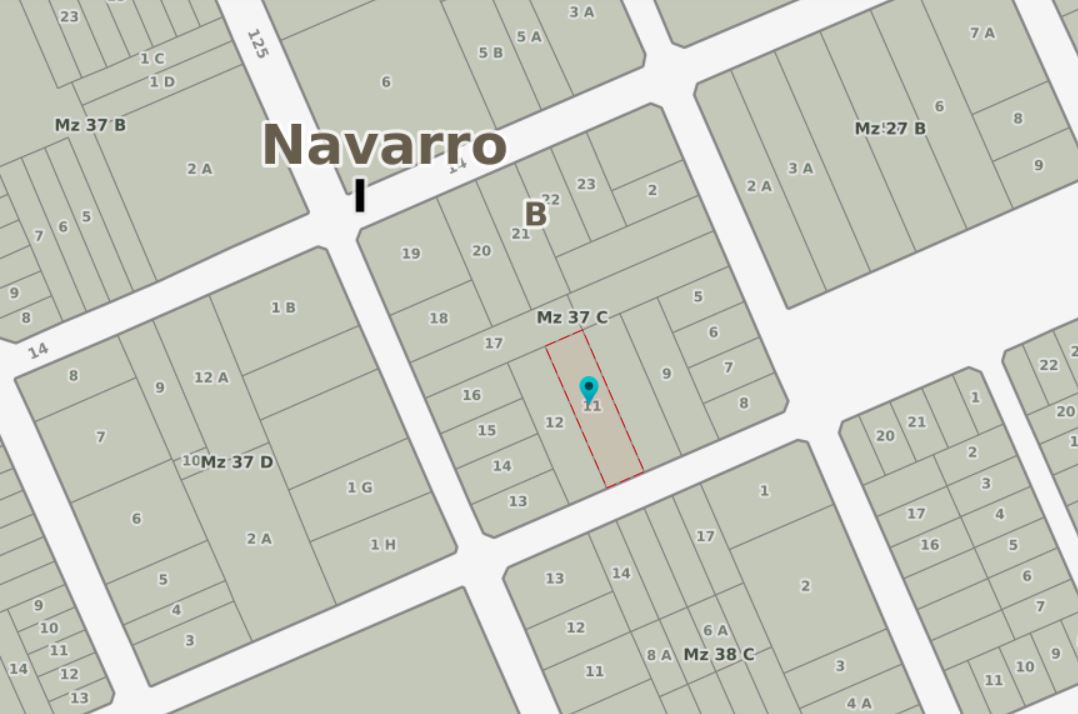 3 A
23
5 A
7 A
125
5 B
1 C
1 D
6
6
8
Mz 37 B
Mz 27 B
Navarro
9
2 A
3 A
23
2 A
2
14
22
I
B
5
6
7
21
20
19
9
5
1 B
8
18
Mz 37 C
6
17
14
22
7
8
9
12 A
9
16
11
1
8
12
20
21
20
15
7
2
10
Mz 37 D
14
3
1 G
1
13
17
4
6
17
2 A
1 H
16
5
5
13
14
6
2
9
4
7
10
12
6 A
3
11
8 A
Mz 38 C
9
14
12
11
3
10
11
13
4 A